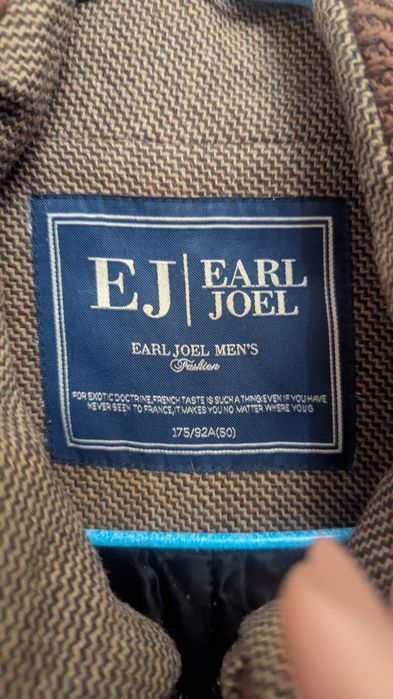 EJ | EARL JOEL
EARL JOEL MEN'S
Fashion
FOR EXOTIC DOCTRINE,FRENCH TASTE IS SUCH A THING.EVEN IF YOU HAVE
NEVER BEEN TO FRANCE,IT MAKES YOU NO MATTER WHERE YOU G
175/92A(50)